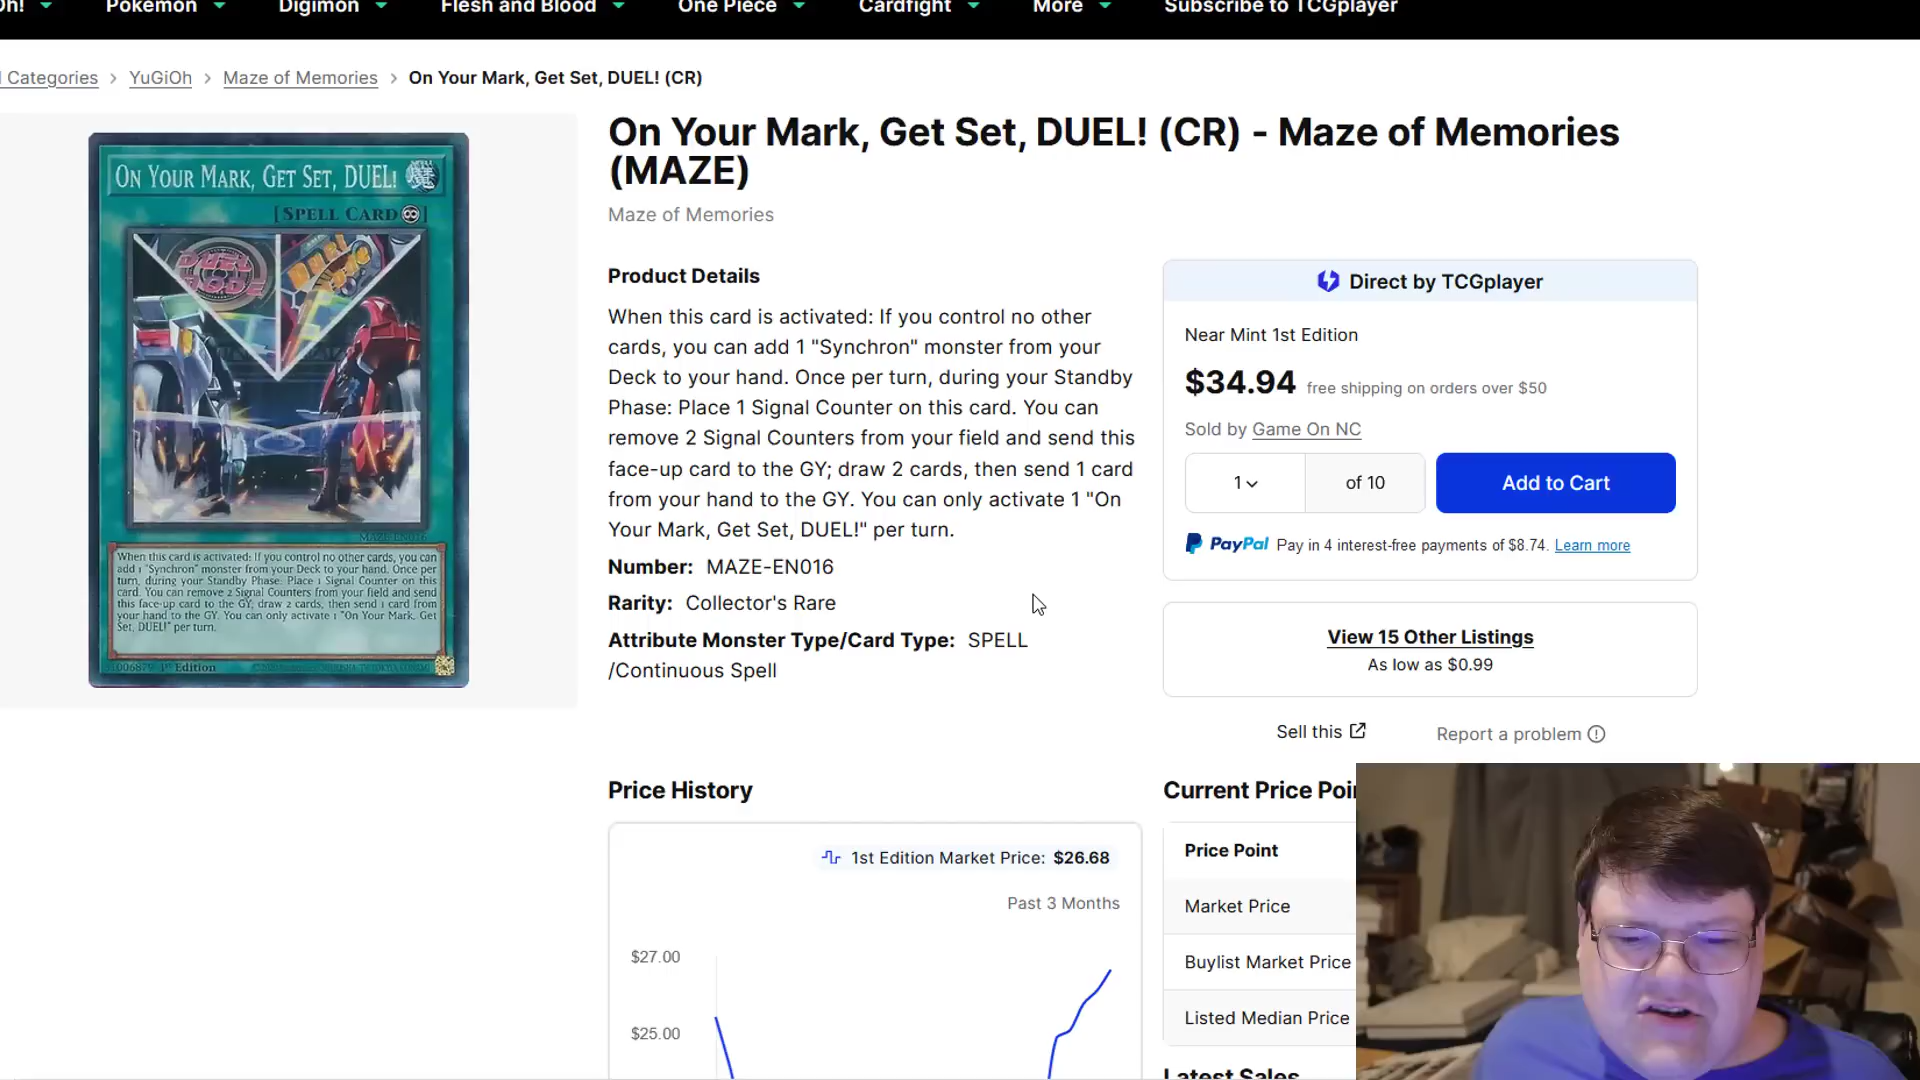 Oh!
Pokémon
Digimon
Flesh and Blood
One Piece
Cardfight
More
Subscribe to TCGplayer
Categories > YuGiOh > Maze of Memories > On Your Mark, Get Set, DUEL! (CR)
ON YOUR MARK, GET SET, DUEL!
[SPELL CARD]
DUEL MODE
MAZE-EN016
When this card is activated: If you control no other cards, you can
add 1 "Synchron" monster from your Deck to your hand. Once per
turn, during your Standby Phase: Place 1 Signal Counter on this
card. You can remove 2 Signal Counters from your field and send
this face-up card to the GY; draw 2 cards, then send 1 card from
your hand to the GY. You can only activate 1 "On Your Mark, Get
Set, DUEL!" per turn.
1st Edition
On Your Mark, Get Set, DUEL! (CR) - Maze of Memories
(MAZE)
Maze of Memories
Product Details
When this card is activated: If you control no other
cards, you can add 1 "Synchron" monster from your
Deck to your hand. Once per turn, during your Standby
Phase: Place 1 Signal Counter on this card. You can
remove 2 Signal Counters from your field and send this
face-up card to the GY; draw 2 cards, then send 1 card
from your hand to the GY. You can only activate 1 "On
Your Mark, Get Set, DUEL!" per turn.
Number: MAZE-EN016
Rarity: Collector's Rare
Attribute Monster Type/Card Type: SPELL
/Continuous Spell
Direct by TCGplayer
Near Mint 1st Edition
$34.94 free shipping on orders over $50
Sold by Game On NC
1
of 10
Add to Cart
PayPal Pay in 4 interest-free payments of $8.74. Learn more
View 15 Other Listings
As low as $0.99
Sell this
Report a problem
Price History
1st Edition Market Price: $26.68
Past 3 Months
$27.00
$25.00
Current Price Poi
Price Point
Market Price
Buylist Market Price
Listed Median Price
Latest Sales